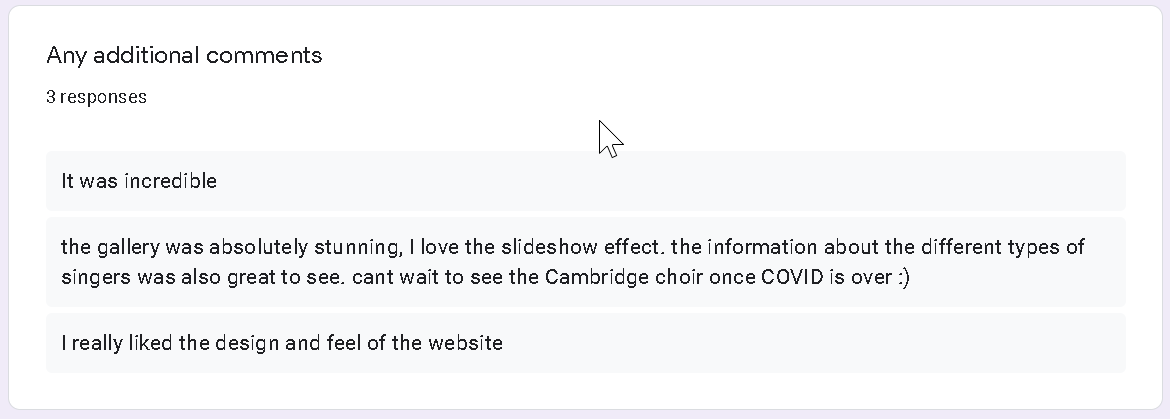 Any additional comments
3 responses
It was incredible
the gallery was absolutely stunning, I love the slideshow effect. the information about the different types of
singers was also great to see. cant wait to see the Cambridge choir once COVID is over :)
I really liked the design and feel of the website